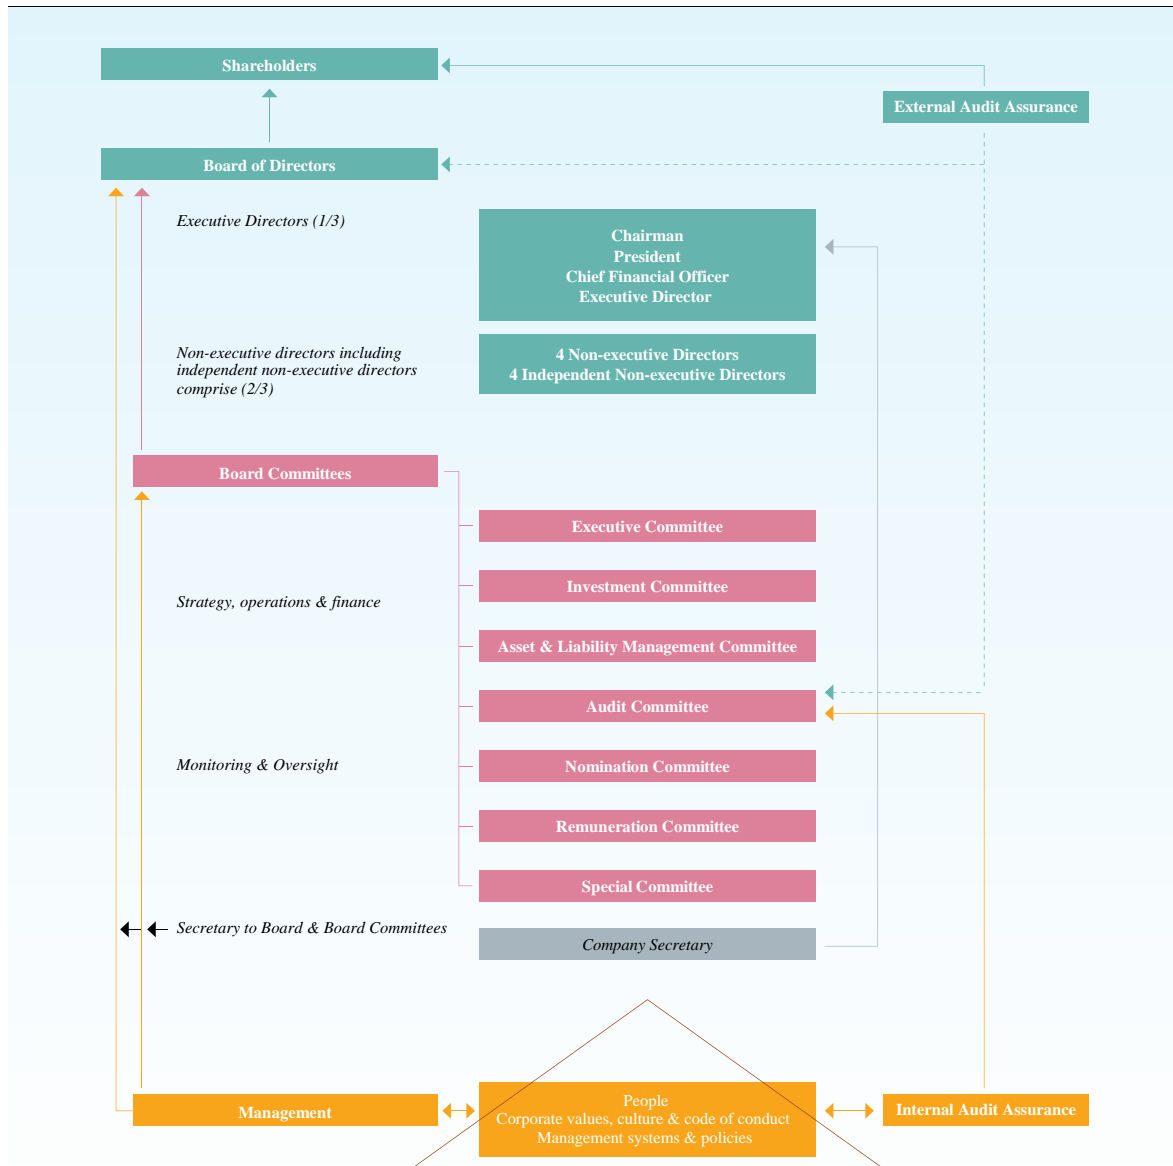 Shareholders
External Audit Assurance
Board of Directors
Executive Directors (1/3)
Chairman
President
Chief Financial Officer
Executive Director
Non-executive directors including
independent non-executive directors
comprise (2/3)
4 Non-executive Directors
4 Independent Non-executive Directors
Board Committees
Executive Committee
Investment Committee
Strategy, operations & finance
Asset & Liability Management Committee
Audit Committee
Monitoring & Oversight
Nomination Committee
Remuneration Committee
Special Committee
Secretary to Board & Board Committees
Company Secretary
Management
People
Corporate values, culture & code of conduct
Management systems & policies
Internal Audit Assurance